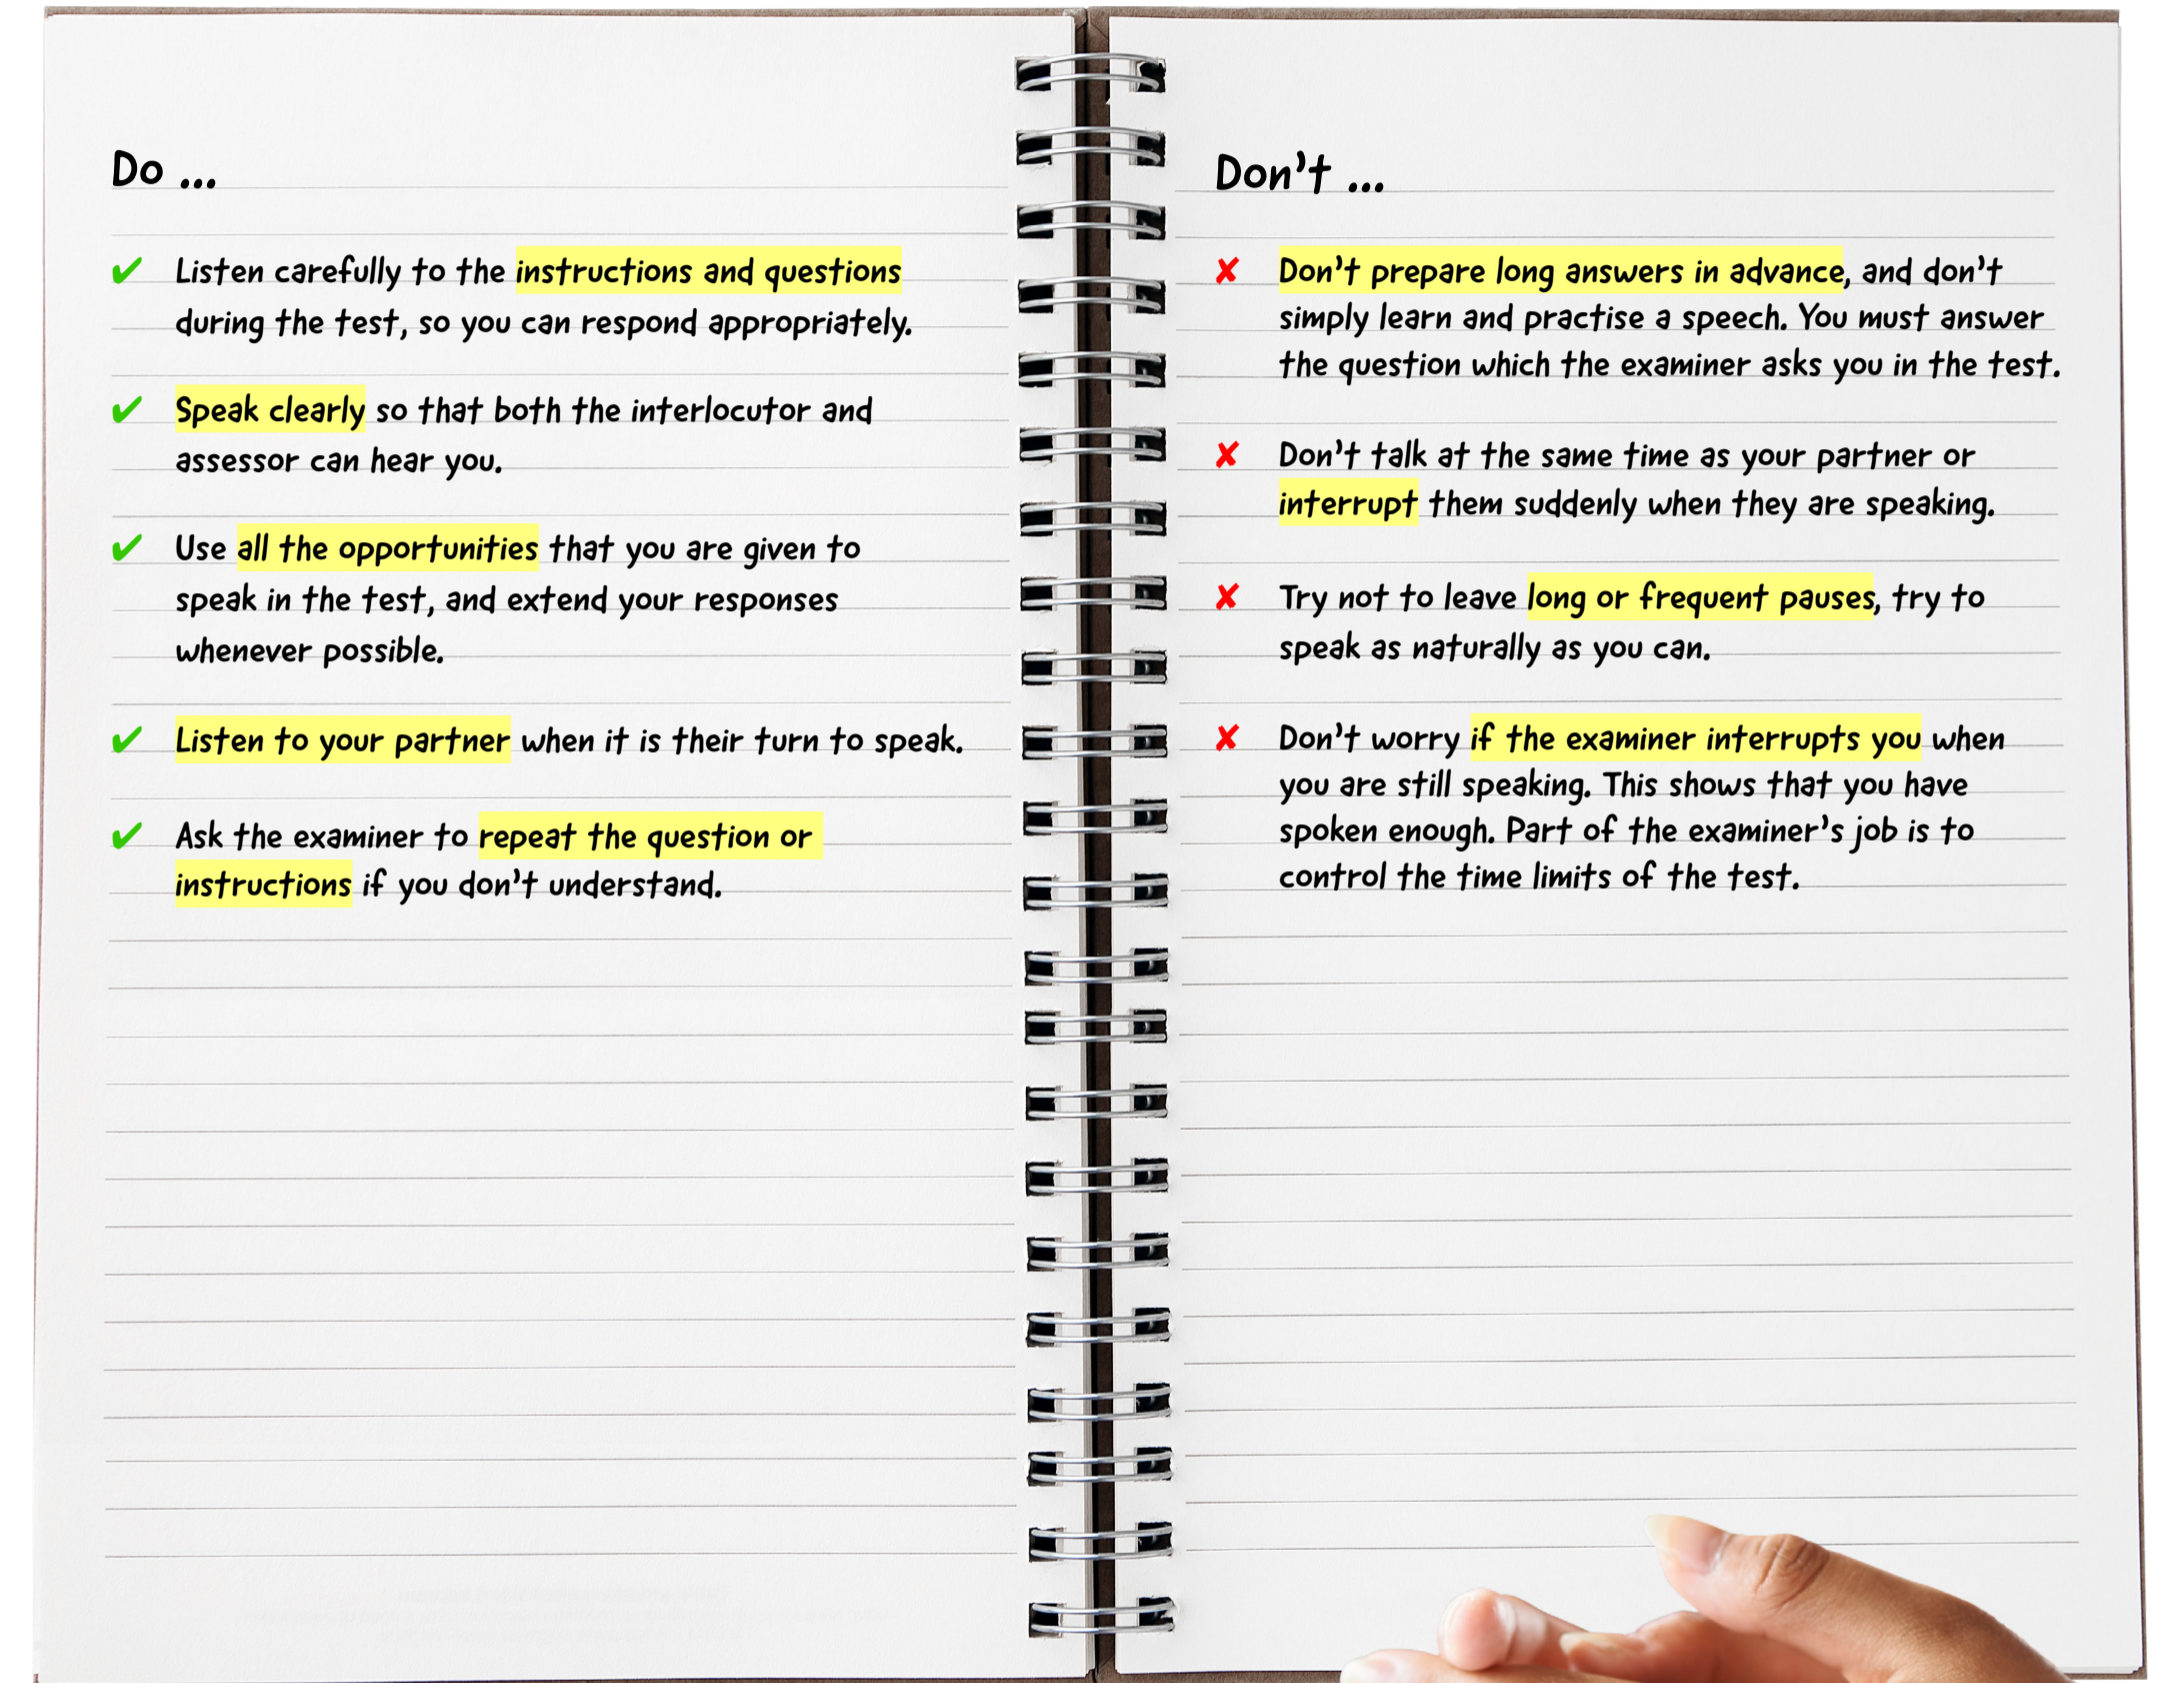 Do ...
✔ Listen carefully to the instructions and questions
during the test, so you can respond appropriately.
✔ Speak clearly so that both the interlocutor and
assessor can hear you.
✔ Use all the opportunities that you are given to
speak in the test, and extend your responses
whenever possible.
✔ Listen to your partner when it is their turn to speak.
✔ Ask the examiner to repeat the question or
instructions if you don't understand.
Don't ...
✘ Don't prepare long answers in advance, and don't
simply learn and practise a speech. You must answer
the question which the examiner asks you in the test.
✘ Don't talk at the same time as your partner or
interrupt them suddenly when they are speaking.
✘ Try not to leave long or frequent pauses, try to
speak as naturally as you can.
✘ Don't worry if the examiner interrupts you when
you are still speaking. This shows that you have
spoken enough. Part of the examiner's job is to
control the time limits of the test.